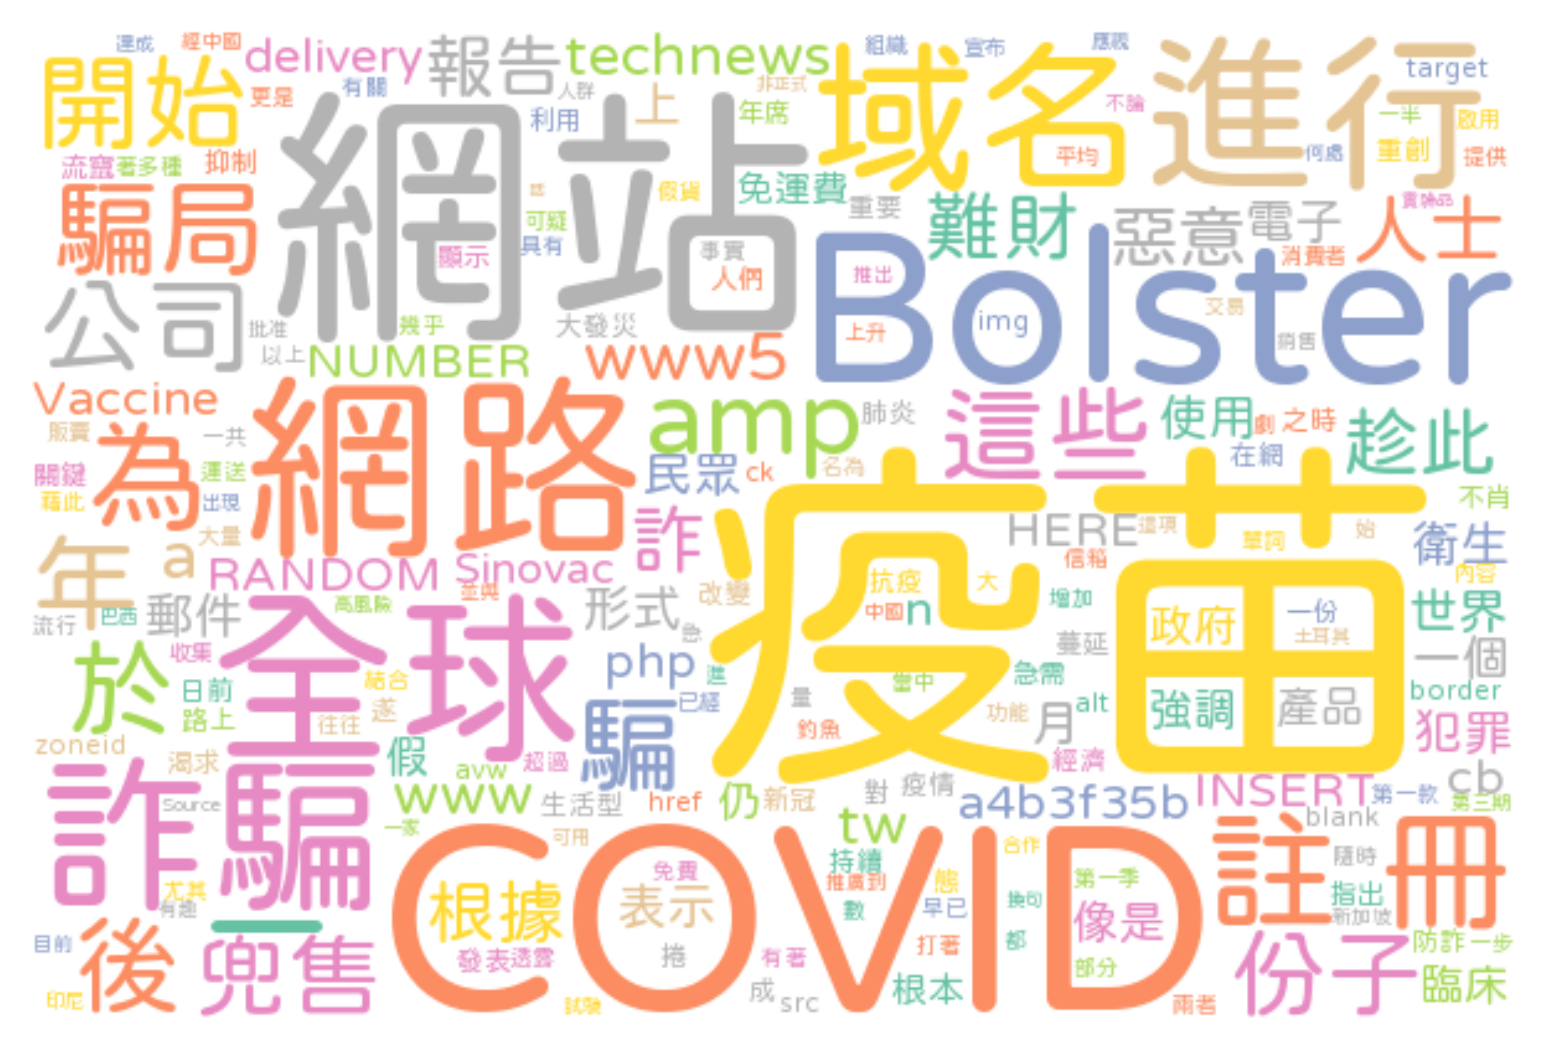 達成 經中國 delivery 報告 technews 組織 宣布 應視 target
開始 更是 有關 人群 非正式 域名 進行
利用 上 年席 不論 一半 啟用
流竄 著多種 抑制 網站 平均 何處 重創 提供
騙局 假貨 免運費 重要 難財 惡意 電子 貢獻品 人士
可疑 具有 顯示 事實 人們 推出 Bolster 消費者
公司 批准 幾乎 大發災 上升 img 交易 銷售
以上 NUMBER www5
Vaccine 網路 amp 肺炎 這些 使用 劇 之時 趁此
販賣 一共 為 民眾 ck 名為 在網
關鍵 運送 藉此 出現 疫苗 不肖
年 a 大量 詐 HERE 這項 單詞 始 衛生
RANDOM Sinovac 改變 抗疫 大 信箱 內容
流行 巴西 郵件 高風險 並與 形式 急 中國 n 增加 政府 一份 土耳其 世界
於 收集 全球 php 進 蔓延 一個
日前 結合 當中 急需 強調 產品 border
路上 往往 遂 騙 已經 量 釣魚 功能 月 alt 犯罪
zoneid 渴求 假 avw 超過 經濟
詐騙 Source www 生活型 href 仍 新冠 對 疫情 a4b3f35b INSERT 第一款 cb 第三期
一家 可用 tw 合作 blank
尤其 有趣 COVID 根據 免費 表示 持續 推廣到 態 第一季 註冊 隨時 指出 新加坡
數 早已 換句 像是
目前 後 一 兜售 發表 透露 捲 有著 打著 都 部分 份子 防詐 一步
印尼 試驗 成 src 根本 兩者 臨床